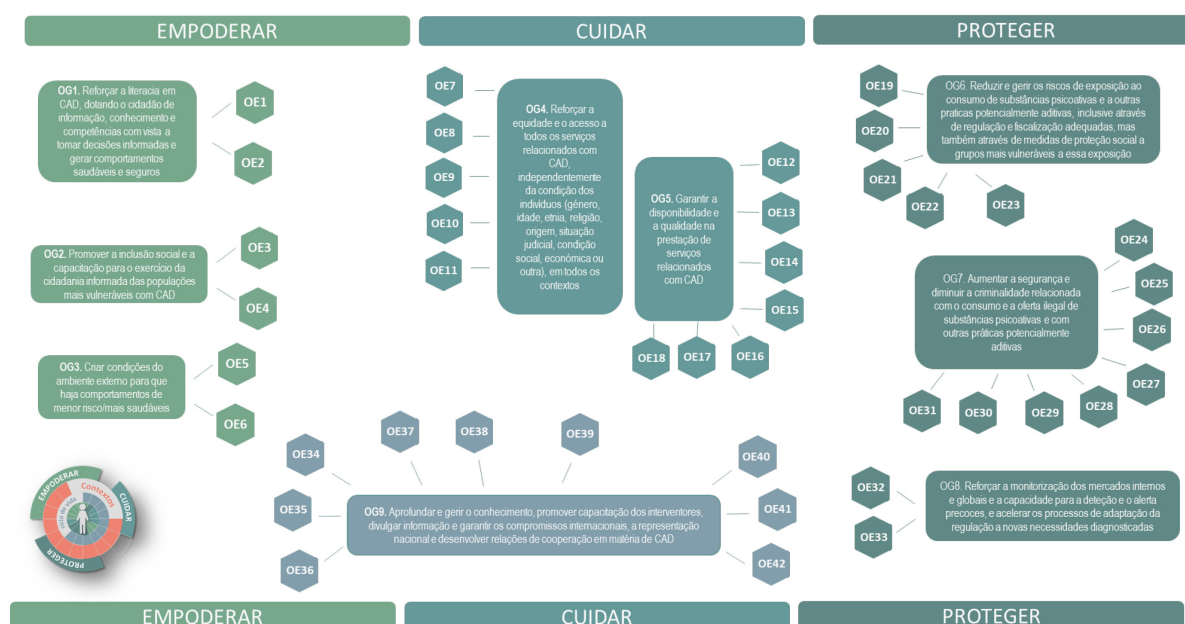 EMPODERAR
CUIDAR
PROTEGER
OG1. Reforçar a literacia em
CAD, dotando o cidadão de
informação, conhecimento e
competências com vista a
tomar decisões informadas e
gerar comportamentos
saudáveis e seguros
OE1
OE2
OG2. Promover a inclusão social e a
capacitação para o exercício da
cidadania informada das populações
mais vulneráveis com CAD
OE3
OE4
OG3. Criar condições do
ambiente externo para que
haja comportamentos de
menor risco/mais saudáveis
OE5
OE6
OE7
OE8
OE9
OE10
OE11
OG4. Reforçar a
equidade e o acesso a
todos os serviços
relacionados com
CAD,
independentemente
da condição dos
indivíduos (género,
idade, etnia, religião,
origem, situação
judicial, condição
social, económica ou
outra), em todos os
contextos
OG5. Garantir a
disponibilidade e
a qualidade na
prestação de
serviços
relacionados
com CAD
OE12
OE13
OE14
OE15
OE18
OE17
OE16
OE19
OE20
OE21
OE22
OE23
OG6. Reduzir e gerir os riscos de exposição ao
consumo de substâncias psicoativas e a outras
praticas potencialmente aditivas, inclusive através
de regulação e fiscalização adequadas, mas
também através de medidas de proteção social a
grupos mais vulneráveis a essa exposição
OG7. Aumentar a segurança e
diminuir a criminalidade relacionada
com o consumo e a oferta ilegal de
substâncias psicoativas e com
outras práticas potencialmente
aditivas
OE24
OE25
OE26
OE27
OE31
OE30
OE29
OE28
OE32
OE33
OG8. Reforçar a monitorização dos mercados internos
e globais e a capacidade para a deteção e o alerta
precoces, e acelerar os processos de adaptação da
regulação a novas necessidades diagnosticadas
OE37
OE38
OE39
OE34
OE35
OE36
OG9. Aprofundar e gerir o conhecimento, promover capacitação dos interventores,
divulgar informação e garantir os compromissos internacionais, a representação
nacional e desenvolver relações de cooperação em matéria de CAD
OE40
OE41
OE42
EMPODERAR
CUIDAR
PROTEGER
Contextos
ciclo de vida
EMPODERAR
CUIDAR
PROTEGER